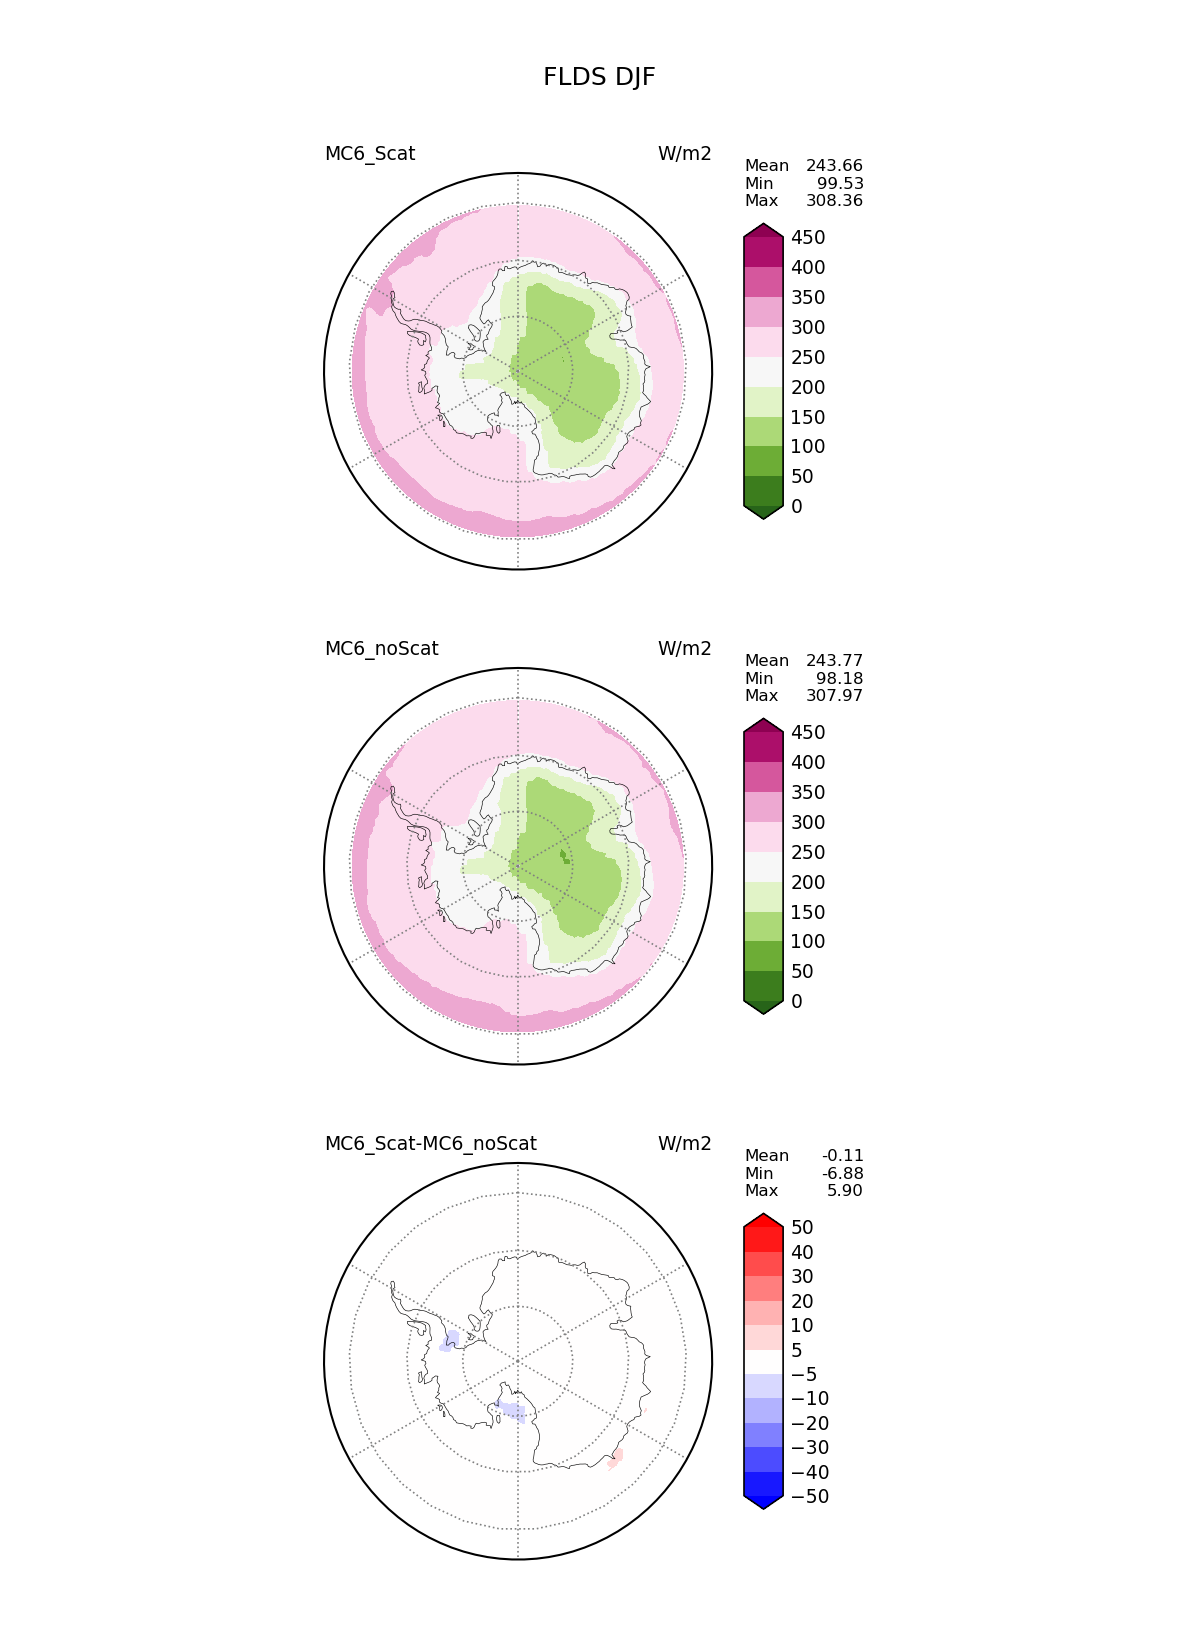 FLDS DJF
MC6_Scat W/m2
Mean 243.66
Min 99.53
Max 308.36
450
400
350
300
250
200
150
100
50
0
MC6_noScat W/m2
Mean 243.77
Min 98.18
Max 307.97
450
400
350
300
250
200
150
100
50
0
MC6_Scat-MC6_noScat W/m2
Mean -0.11
Min -6.88
Max 5.90
50
40
30
20
10
5
−5
−10
−20
−30
−40
−50